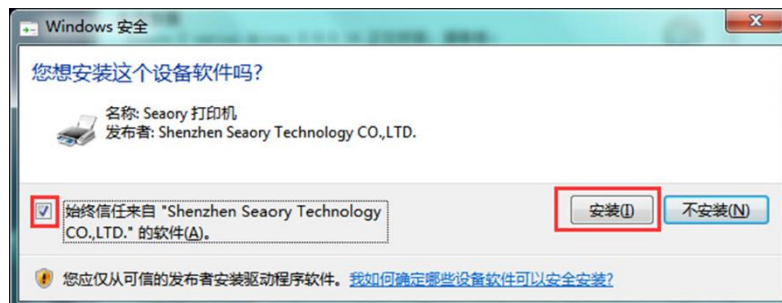 Windows 安全
您想安装这个设备软件吗?
名称: Seaory 打印机
发布者: Shenzhen Seaory Technology CO.,LTD.
始终信任来自 "Shenzhen Seaory Technology
CO.,LTD." 的软件(A)。
安装(I)
不安装(N)
您应仅从可信的发布者安装驱动程序软件。我如何确定哪些设备软件可以安全安装?